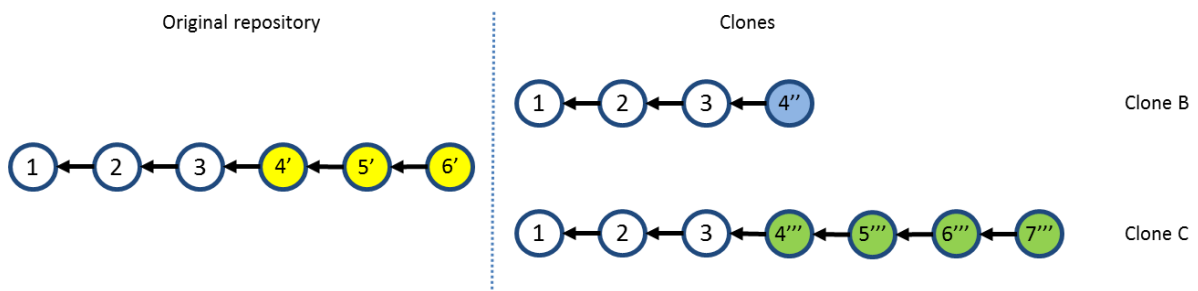 Original repository
Clones
1 2 3 4'' Clone B
1 2 3 4' 5' 6'
1 2 3 4''' 5''' 6''' 7''' Clone C